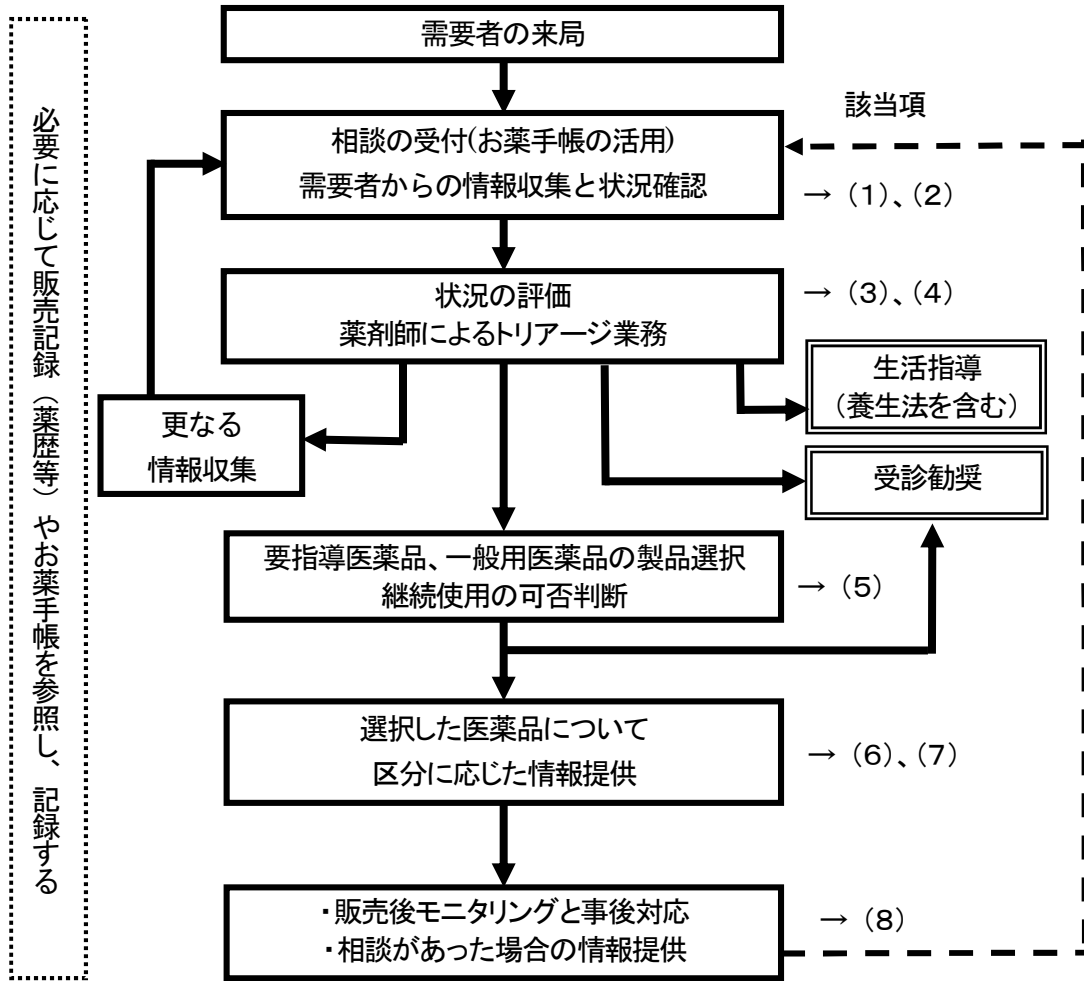 需要者の来局
該当項
相談の受付(お薬手帳の活用)
需要者からの情報収集と状況確認
→（1）、（2）
状況の評価
薬剤師によるトリアージ業務
→（3）、（4）
生活指導
（養生法を含む）
更なる
情報収集
受診勧奨
要指導医薬品、一般用医薬品の製品選択
継続使用の可否判断
→（5）
選択した医薬品について
区分に応じた情報提供
→（6）、（7）
・販売後モニタリングと事後対応
・相談があった場合の情報提供
→（8）
必要に応じて販売記録（薬歴等）やお薬手帳を参照し、記録する